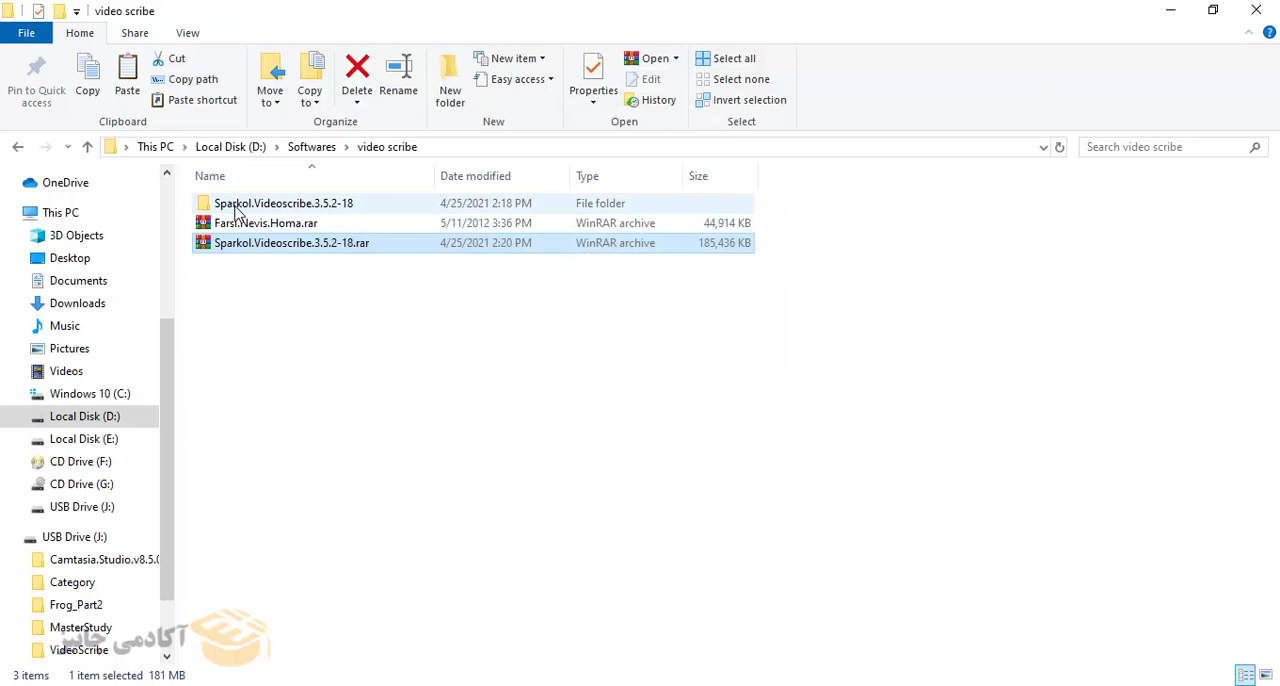 video scribe
File Home Share View
Pin to Quick access
Copy
Paste
Cut
Copy path
Paste shortcut
Clipboard
Move to
Copy to
Delete
Rename
Organize
New folder
New item
Easy access
New
Properties
Open
Edit
History
Open
Select all
Select none
Invert selection
Select
This PC › Local Disk (D:) › Softwares › video scribe
Search video scribe
Name Date modified Type Size
Sparkol.Videoscribe.3.5.2-18 4/25/2021 2:18 PM File folder
Farsi.Nevis.Homa.rar 5/11/2012 3:36 PM WinRAR archive 44,914 KB
Sparkol.Videoscribe.3.5.2-18.rar 4/25/2021 2:20 PM WinRAR archive 185,436 KB
OneDrive
This PC
3D Objects
Desktop
Documents
Downloads
Music
Pictures
Videos
Windows 10 (C:)
Local Disk (D:)
Local Disk (E:)
CD Drive (F:)
CD Drive (G:)
USB Drive (J:)
USB Drive (J:)
Camtasia.Studio.v8.5.0
Category
Frog_Part2
MasterStudy
VideoScribe
آکادمی
3 items 1 item selected 181 MB